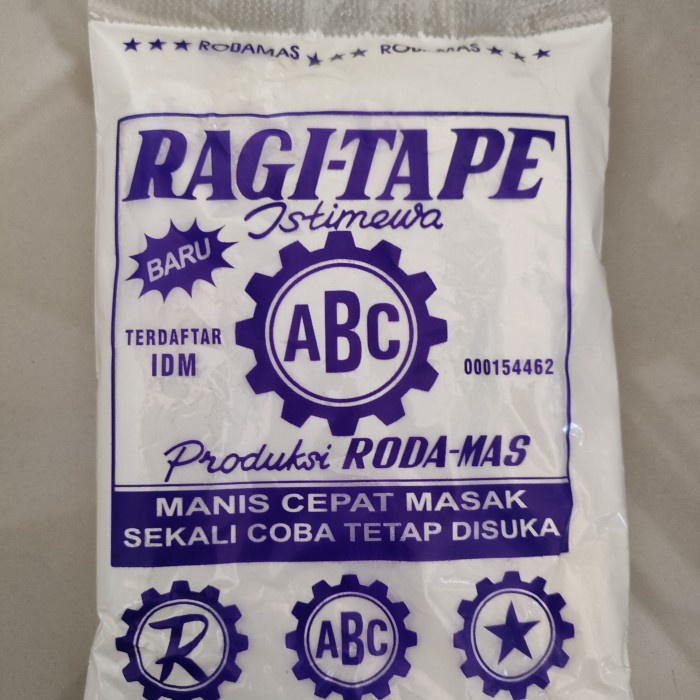 ★★★ RODAMAS ★★★ RODAMAS ★★★
RAGI-TAPE
Istimewa
BARU
ABC
TERDAFTAR
IDM
000154462
Produksi RODA-MAS
MANIS CEPAT MASAK
SEKALI COBA TETAP DISUKA
R ABC ★